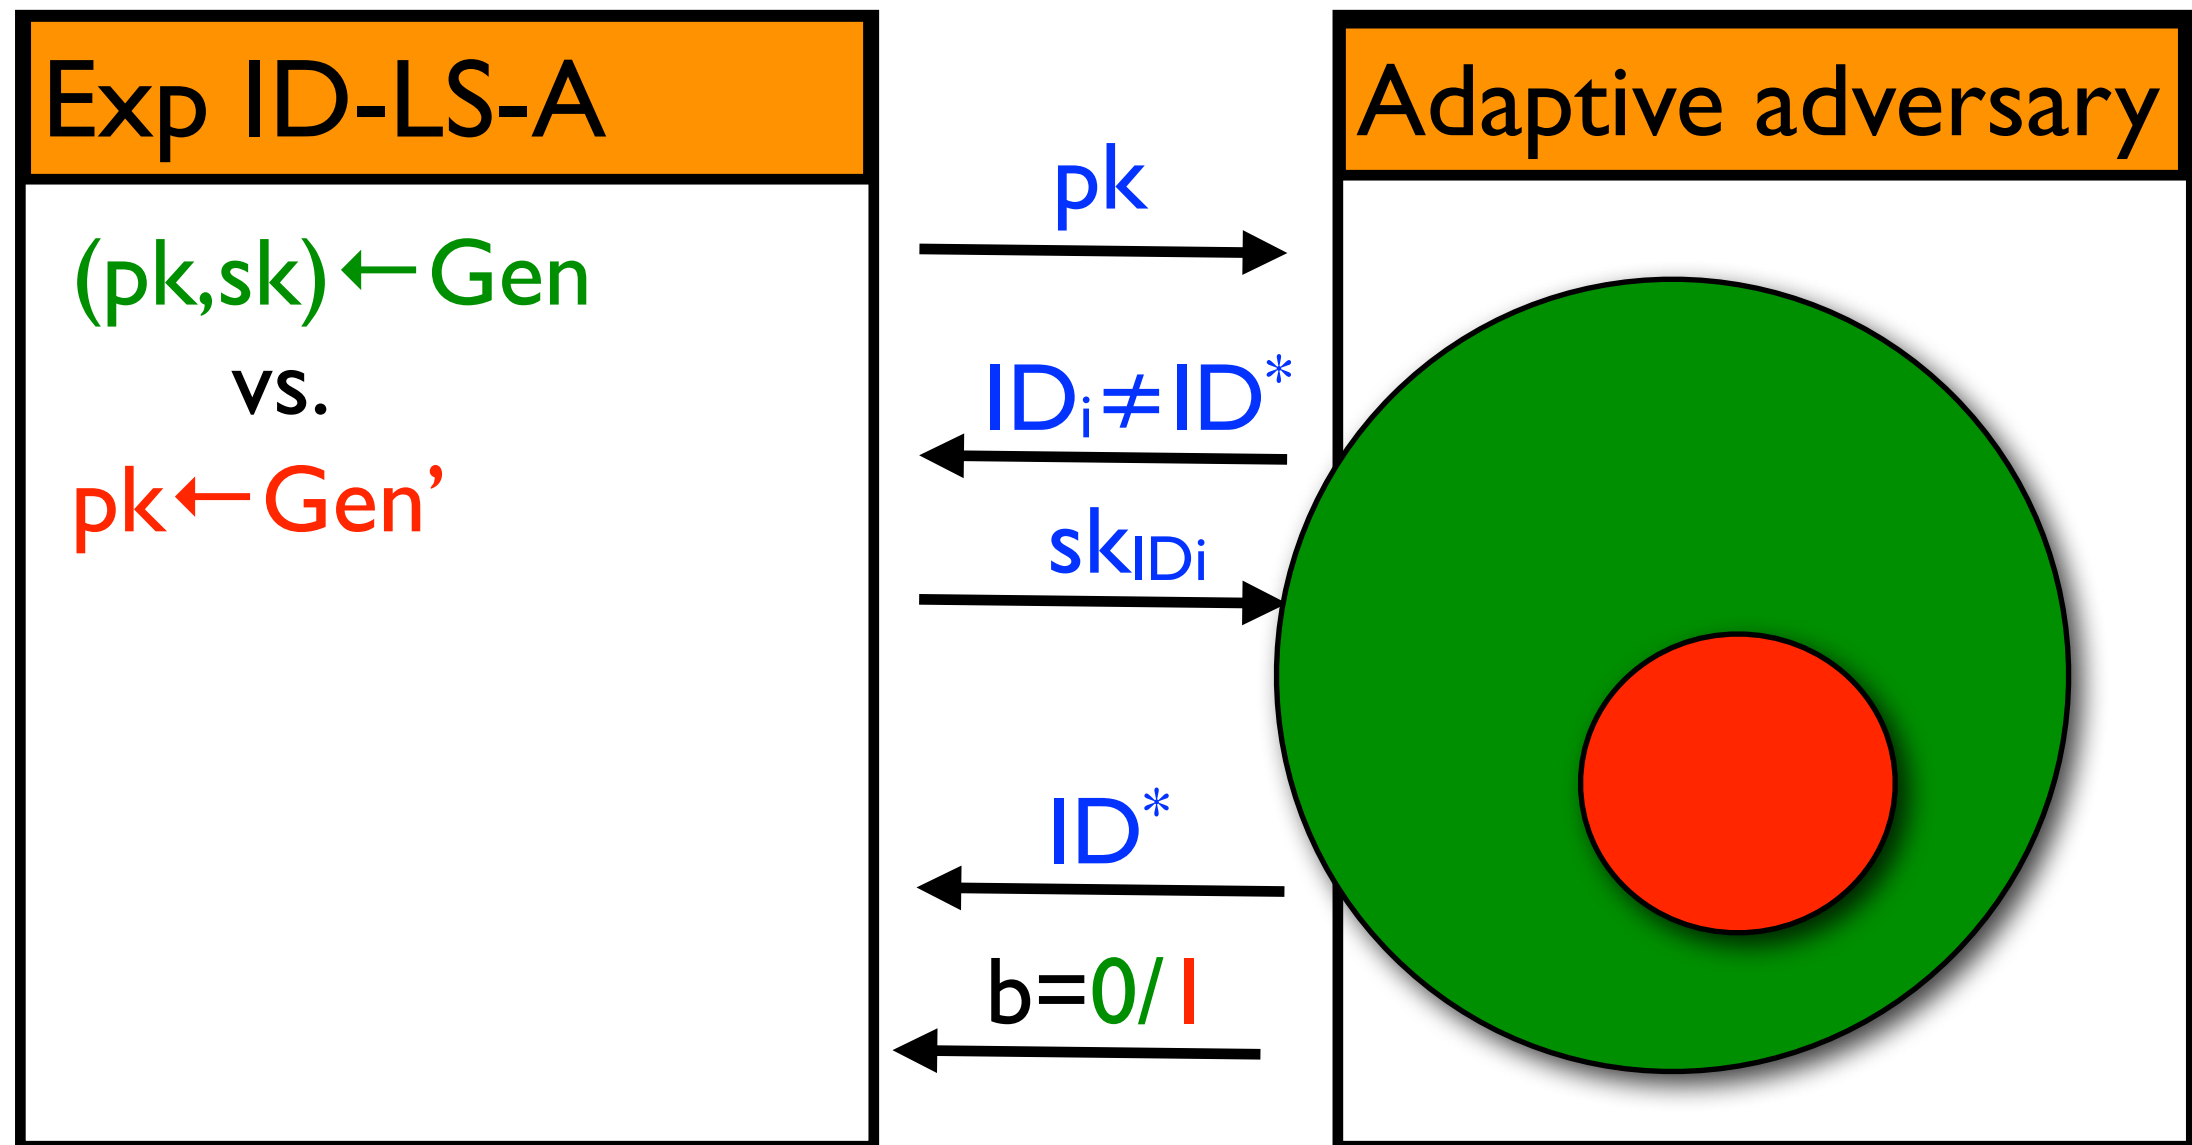 Exp ID-LS-A
(pk,sk)←Gen
vs.
pk←Gen’
pk
IDi≠ID*
skIDi
ID*
b=0/1
Adaptive adversary